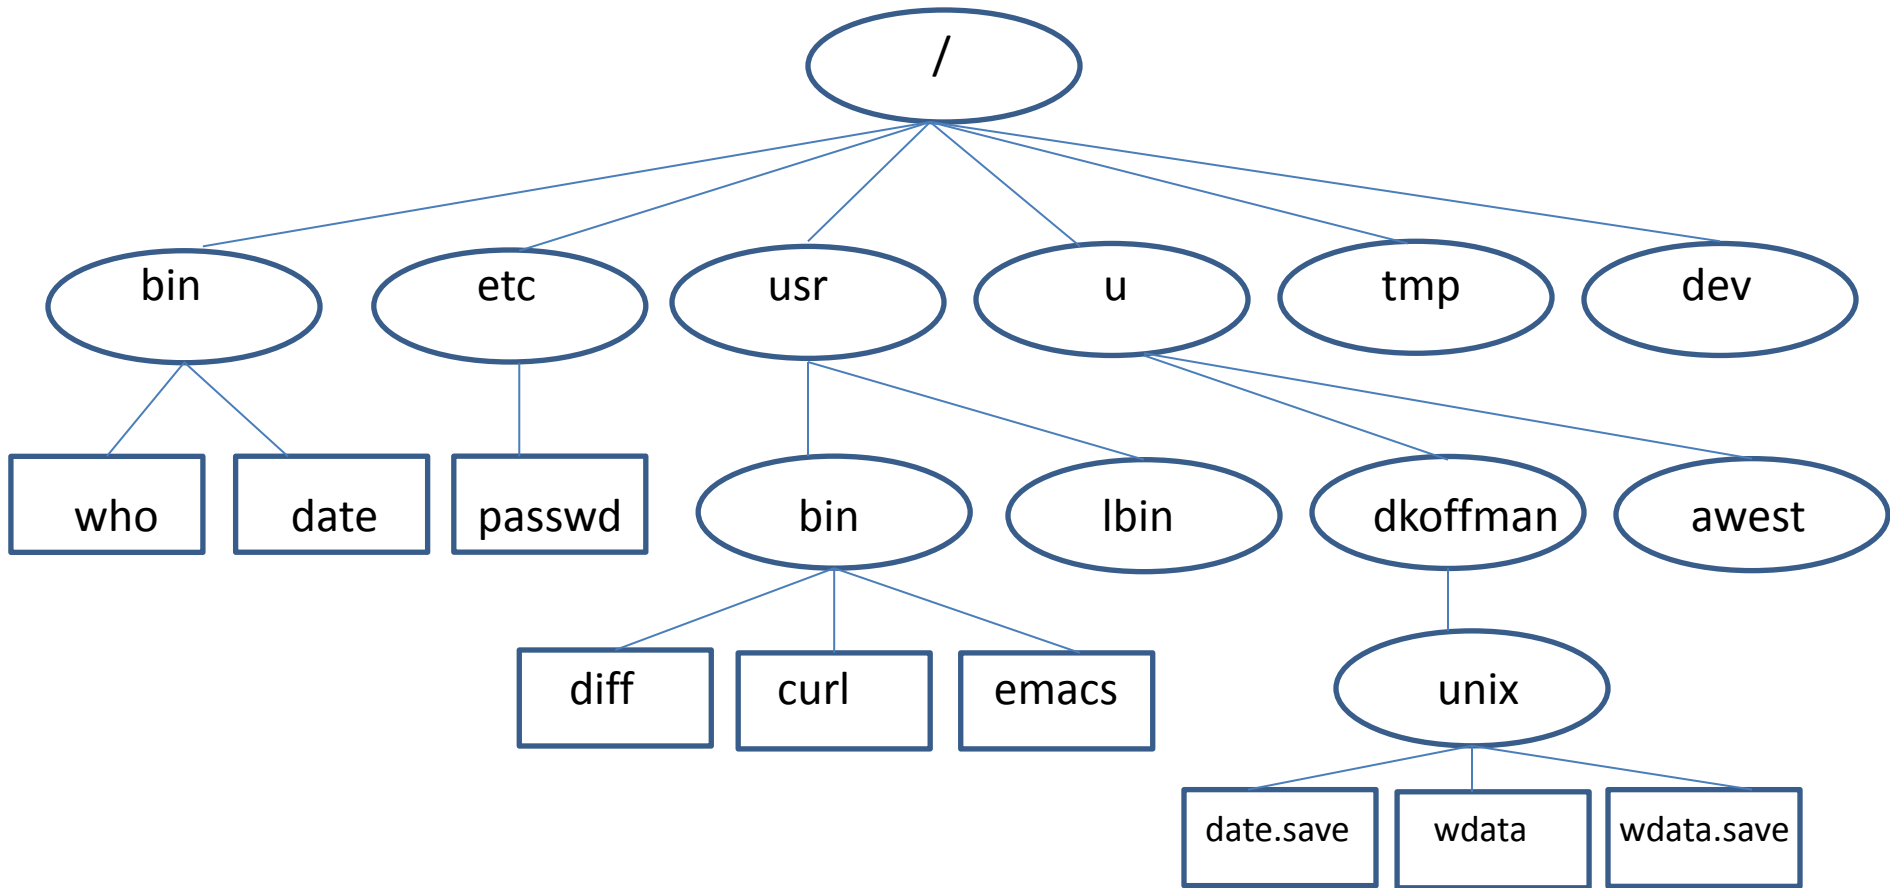 /
bin etc usr u tmp dev
who date passwd bin lbin dkoffman awest
diff curl emacs unix
date.save wdata wdata.save